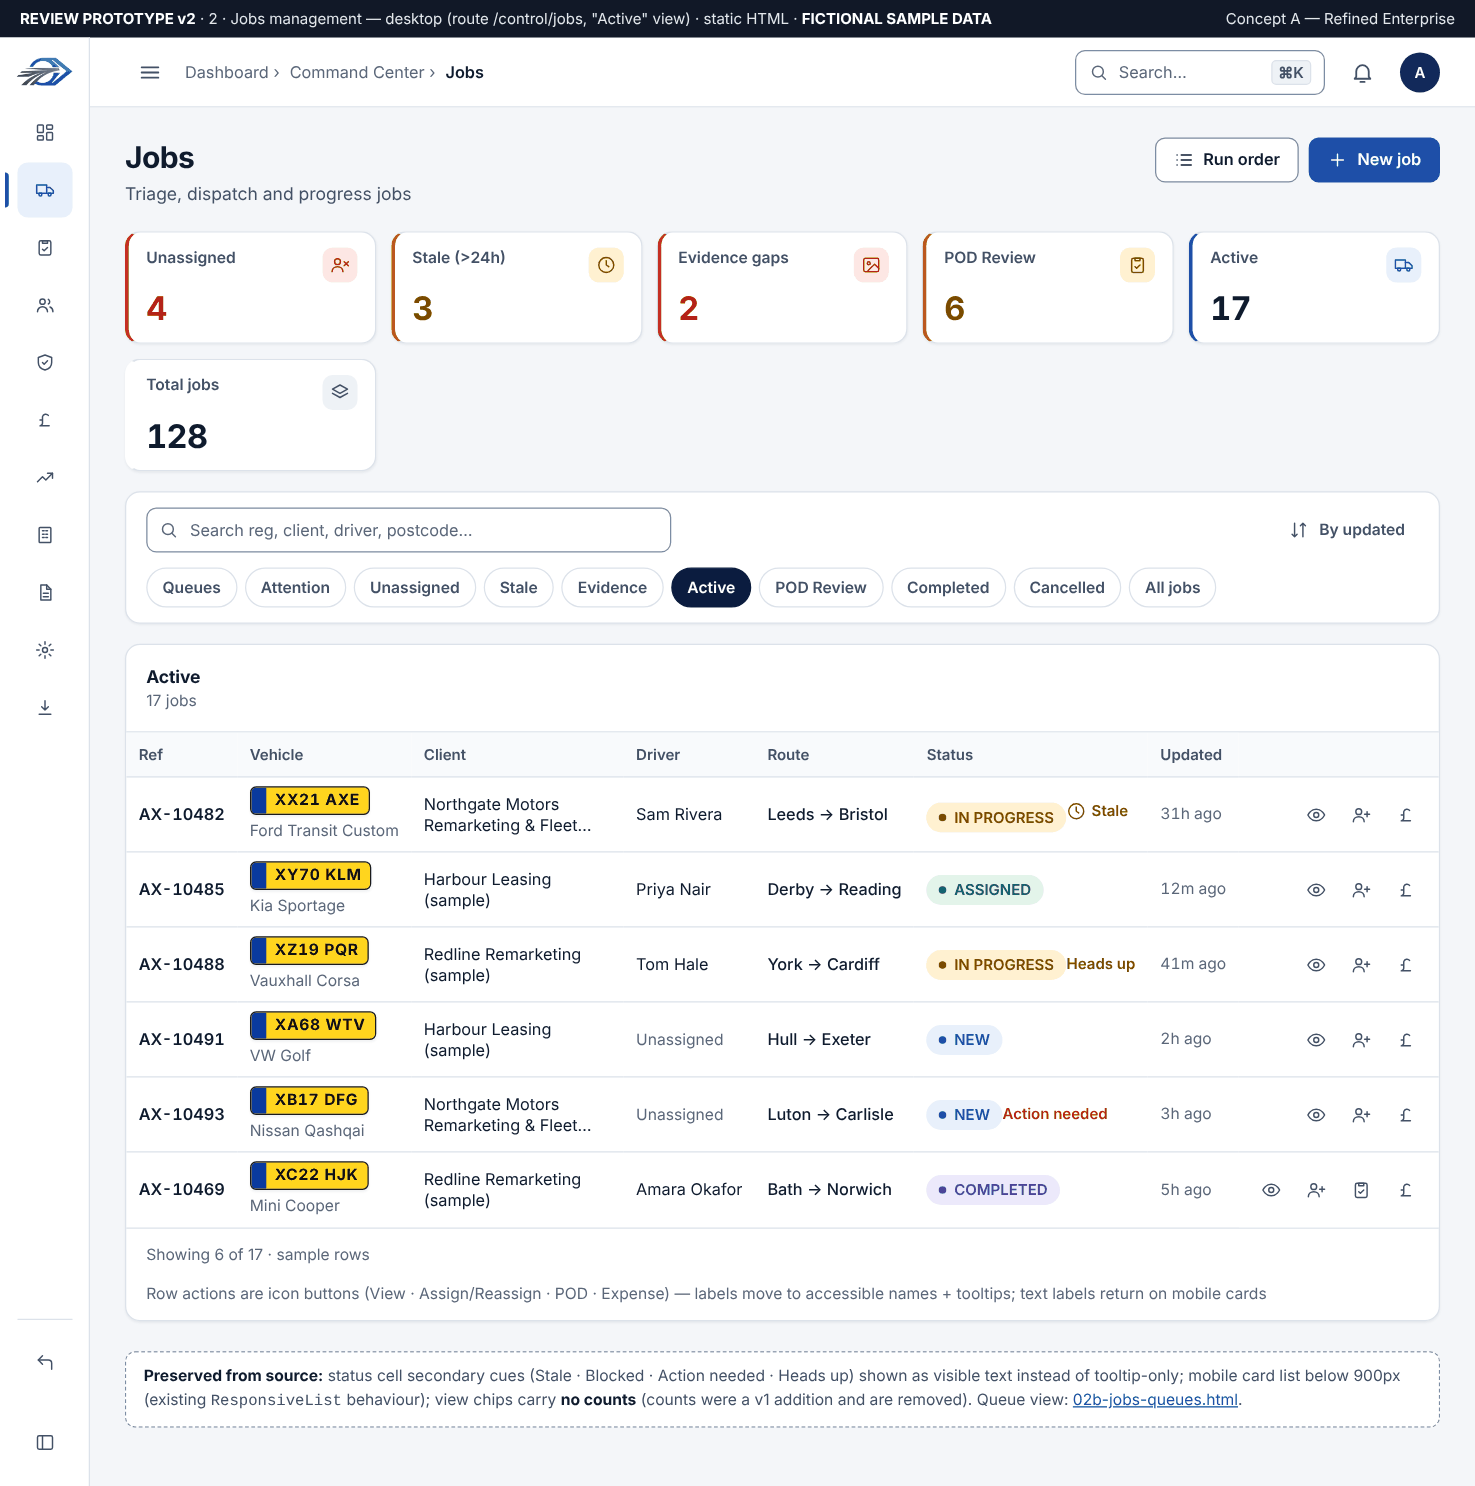 REVIEW PROTOTYPE v2 · 2 · Jobs management — desktop (route /control/jobs, "Active" view) · static HTML · FICTIONAL SAMPLE DATA
Concept A — Refined Enterprise
Dashboard › Command Center › Jobs
Search... ⌘K
A
Jobs
Triage, dispatch and progress jobs
Run order
New job
Unassigned
4
Stale (>24h)
3
Evidence gaps
2
POD Review
6
Active
17
Total jobs
128
Search reg, client, driver, postcode...
By updated
Queues Attention Unassigned Stale Evidence Active POD Review Completed Cancelled All jobs
Active
17 jobs
Ref Vehicle Client Driver Route Status Updated
AX-10482 XX21 AXE Ford Transit Custom Northgate Motors Remarketing & Fleet... Sam Rivera Leeds → Bristol IN PROGRESS Stale 31h ago
AX-10485 XY70 KLM Kia Sportage Harbour Leasing (sample) Priya Nair Derby → Reading ASSIGNED 12m ago
AX-10488 XZ19 PQR Vauxhall Corsa Redline Remarketing (sample) Tom Hale York → Cardiff IN PROGRESS Heads up 41m ago
AX-10491 XA68 WTV VW Golf Harbour Leasing (sample) Unassigned Hull → Exeter NEW 2h ago
AX-10493 XB17 DFG Nissan Qashqai Northgate Motors Remarketing & Fleet... Unassigned Luton → Carlisle NEW Action needed 3h ago
AX-10469 XC22 HJK Mini Cooper Redline Remarketing (sample) Amara Okafor Bath → Norwich COMPLETED 5h ago
Showing 6 of 17 · sample rows
Row actions are icon buttons (View · Assign/Reassign · POD · Expense) — labels move to accessible names + tooltips; text labels return on mobile cards
Preserved from source: status cell secondary cues (Stale · Blocked · Action needed · Heads up) shown as visible text instead of tooltip-only; mobile card list below 900px
(existing ResponsiveList behaviour); view chips carry no counts (counts were a v1 addition and are removed). Queue view: 02b-jobs-queues.html.